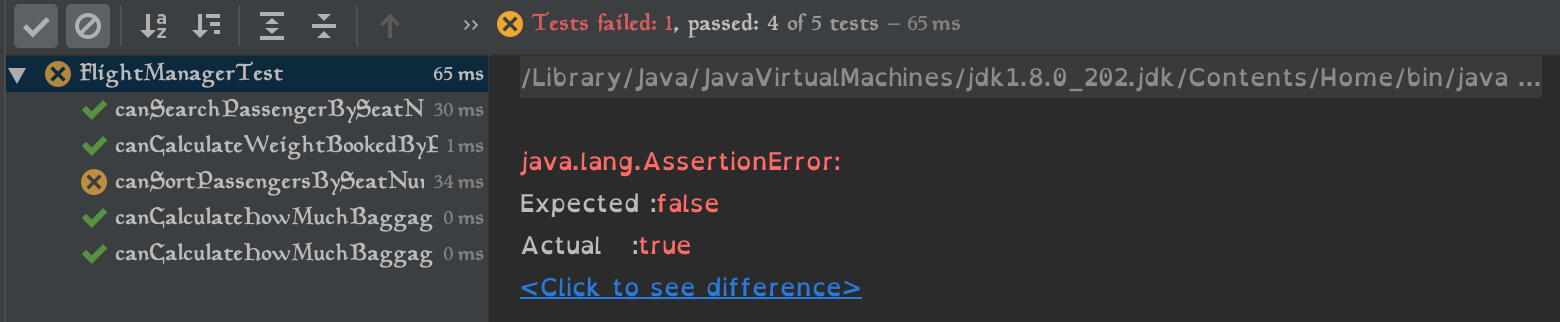 Tests failed: 1, passed: 4 of 5 tests – 65 ms
FlightManagerTest 65 ms
canSearchPassengerBySeatN 30 ms
canCalculateWeightBookedByP 1 ms
canSortPassengersBySeatNum 34 ms
canCalculateHowMuchBaggag 0 ms
canCalculateHowMuchBaggag 0 ms
/Library/Java/JavaVirtualMachines/jdk1.8.0_202.jdk/Contents/Home/bin/java ...
java.lang.AssertionError:
Expected :false
Actual   :true
<Click to see difference>